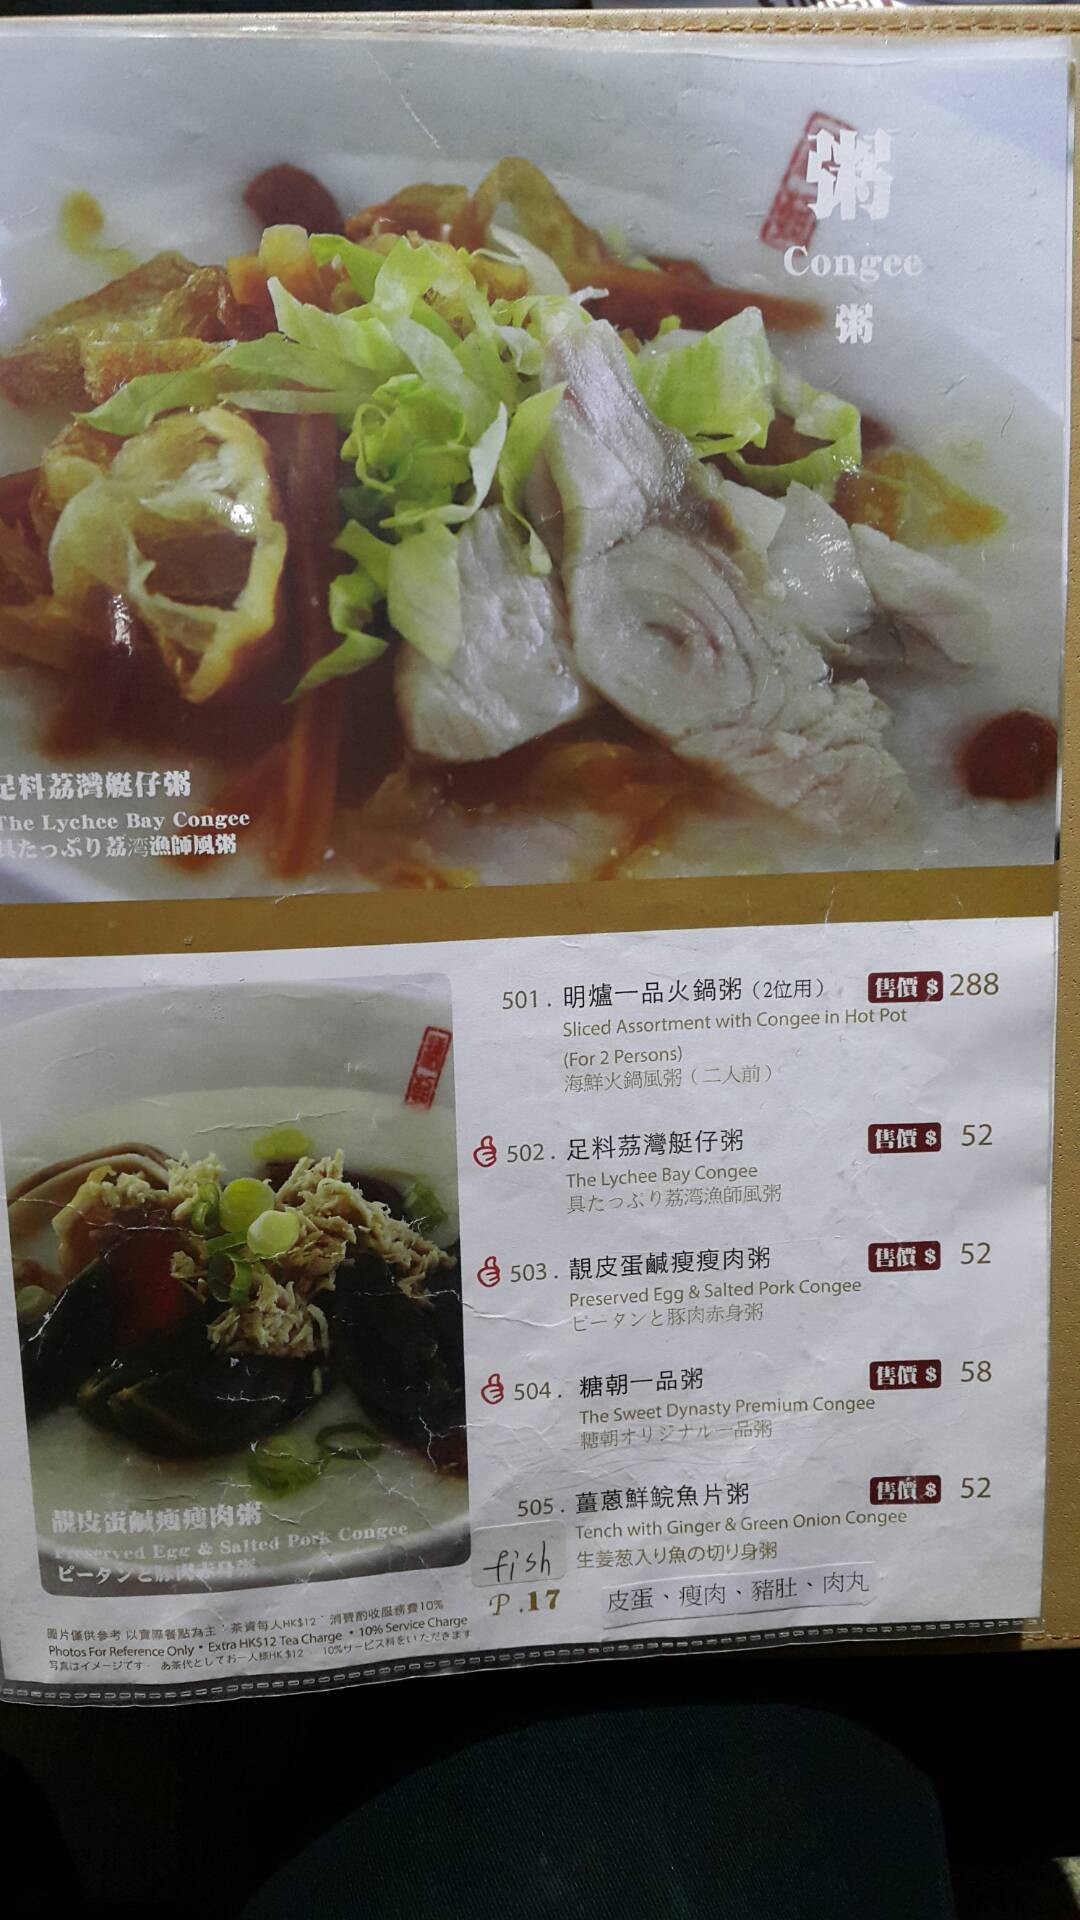 粥
Congee
粥
足料荔灣艇仔粥
The Lychee Bay Congee
具たっぷり荔湾漁師風粥
501. 明爐一品火鍋粥（2位用） 售價 $ 288
Sliced Assortment with Congee in Hot Pot
(For 2 Persons)
海鮮火鍋風粥（二人前）
502. 足料荔灣艇仔粥 售價 $ 52
The Lychee Bay Congee
具たっぷり荔湾漁師風粥
503. 靚皮蛋鹹瘦瘦肉粥 售價 $ 52
Preserved Egg & Salted Pork Congee
ピータンと豚肉赤身粥
504. 糖朝一品粥 售價 $ 58
The Sweet Dynasty Premium Congee
糖朝オリジナル一品粥
505. 薑蔥鮮鯇魚片粥 售價 $ 52
Tench with Ginger & Green Onion Congee
生姜葱入り魚の切り身粥
fish
皮蛋、瘦肉、豬肚、肉丸
P.17
靚皮蛋鹹瘦瘦肉粥
Preserved Egg & Salted Pork Congee
ピータンと豚肉赤身粥
圖片僅供參考 以實際餐點為主・茶資每人HK$12・消費酌收服務費10%
Photos For Reference Only • Extra HK$12 Tea Charge • 10% Service Charge
写真はイメージです・ お茶代としてお一人様HK $12・ 10%サービス料をいただきます